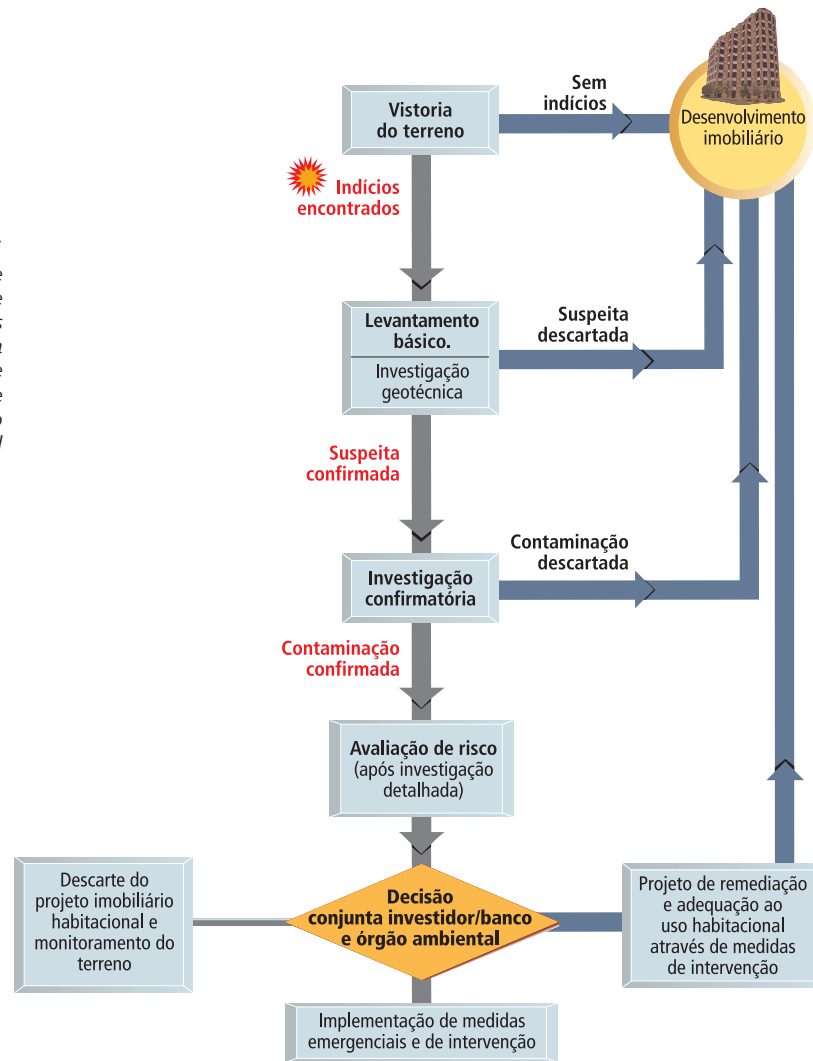 Vistoria
do terreno
Sem
indícios
Desenvolvimento
imobiliário
Indícios
encontrados
Levantamento
básico.
Investigação
geotécnica
Suspeita
descartada
Suspeita
confirmada
Investigação
confirmatória
Contaminação
descartada
Contaminação
confirmada
Avaliação de risco
(após investigação
detalhada)
Descarte do
projeto imobiliário
habitacional e
monitoramento do
terreno
Decisão
conjunta investidor/banco
e órgão ambiental
Projeto de remediação
e adequação ao
uso habitacional
através de medidas
de intervenção
Implementação de medidas
emergenciais e de intervenção